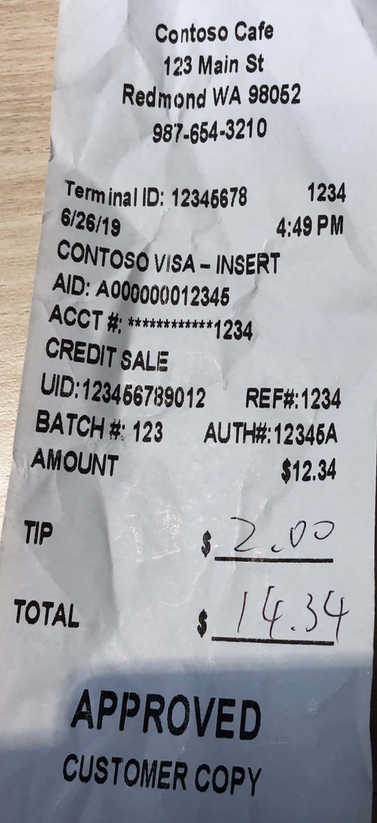 Contoso Cafe
123 Main St
Redmond WA 98052
987-654-3210
Terminal ID: 12345678 1234
6/26/19 4:49 PM
CONTOSO VISA – INSERT
AID: A000000012345
ACCT #: ************1234
CREDIT SALE
UID:123456789012 REF#:1234
BATCH #: 123 AUTH#:12345A
AMOUNT $12.34
TIP $ 2.00
TOTAL $ 14.34
APPROVED
CUSTOMER COPY